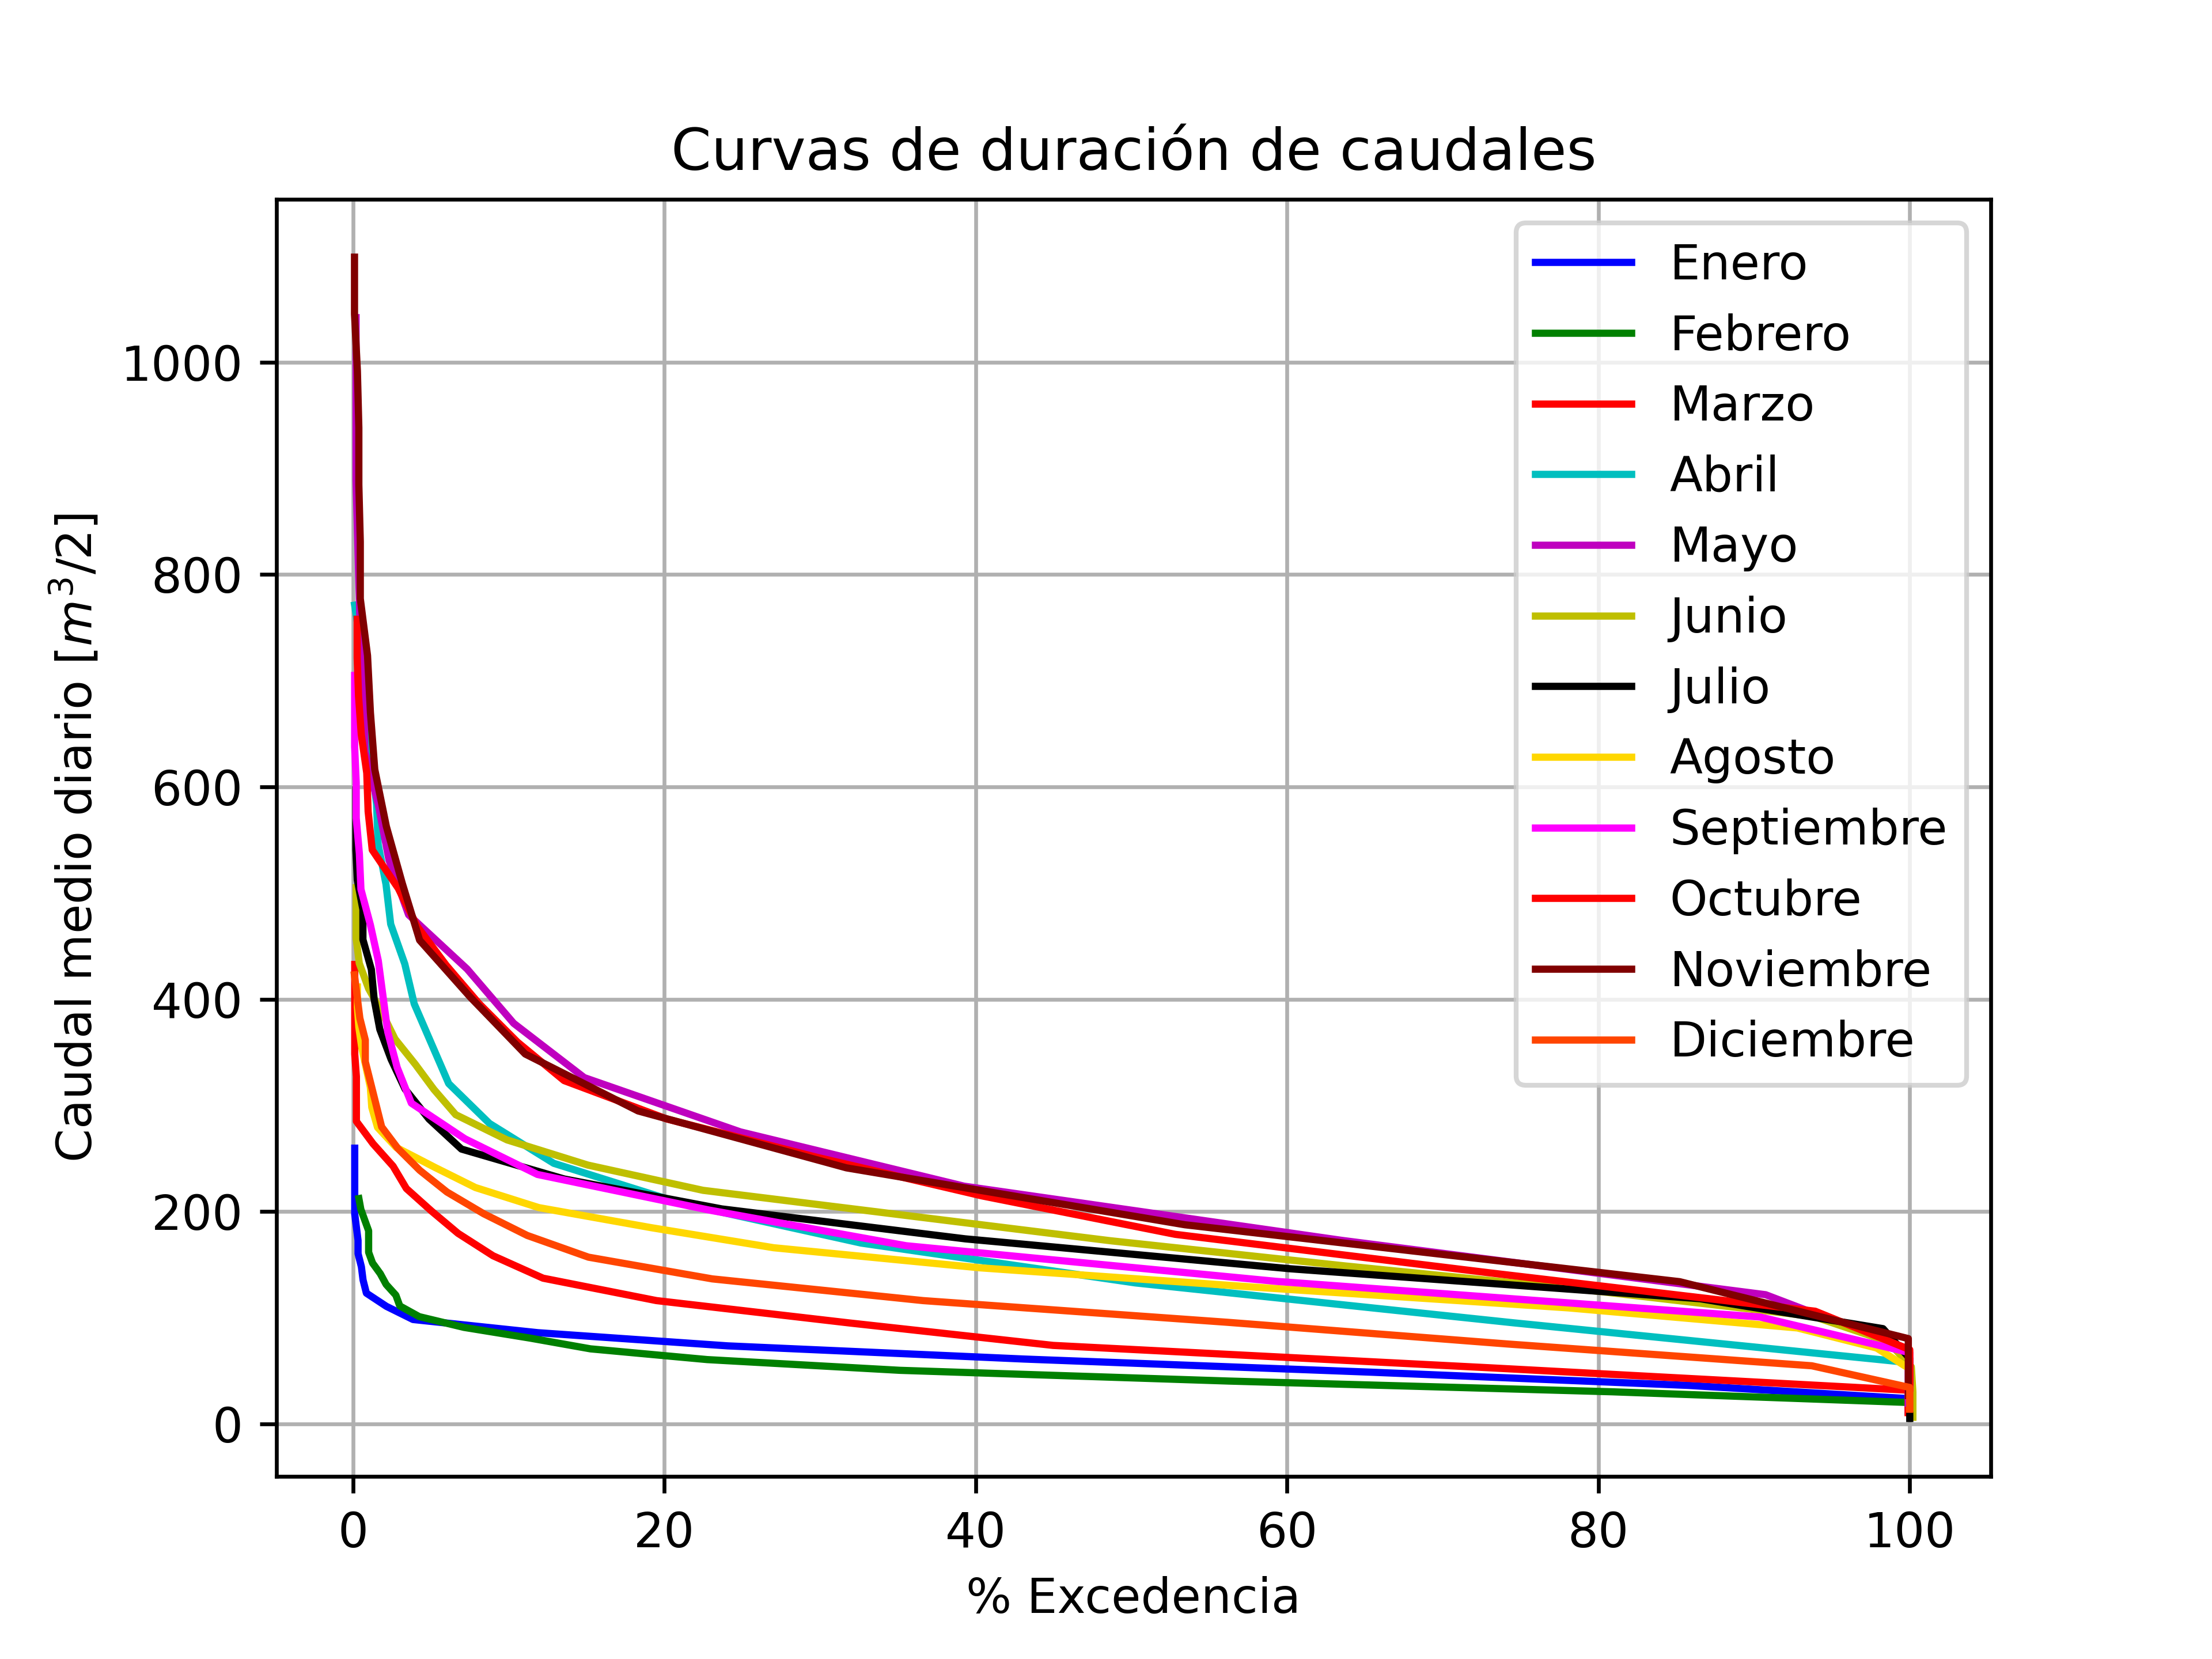 Curvas de duración de caudales
Caudal medio diario [m³/2]
1000
800
600
400
200
0
0 20 40 60 80 100
% Excedencia
Enero
Febrero
Marzo
Abril
Mayo
Junio
Julio
Agosto
Septiembre
Octubre
Noviembre
Diciembre